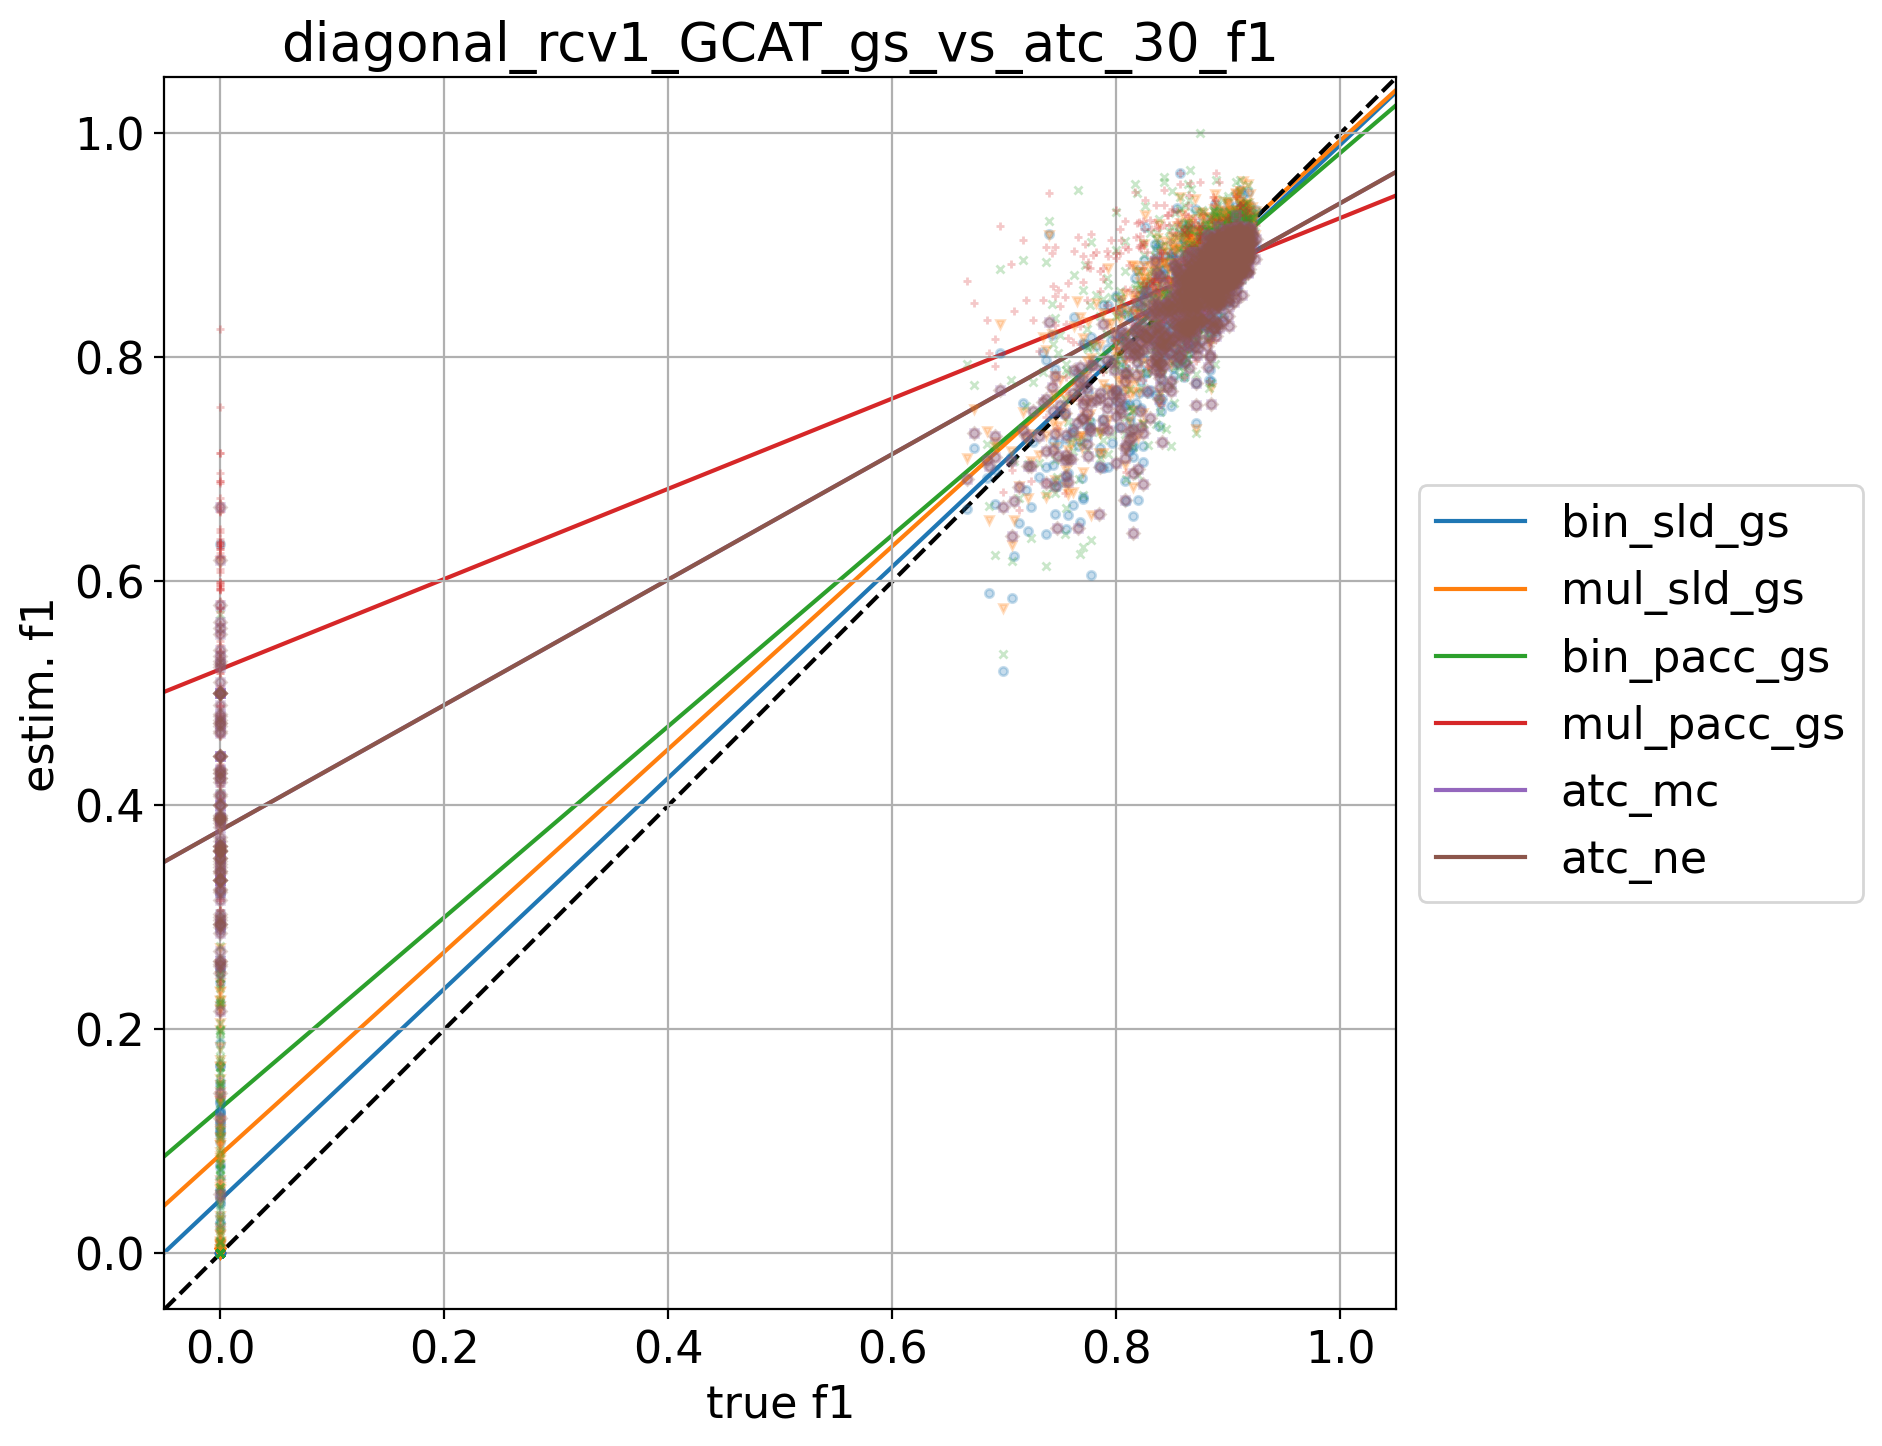 diagonal_rcv1_GCAT_gs_vs_atc_30_f1
1.0
0.8
0.6
0.4
0.2
0.0
estim. f1
0.0 0.2 0.4 0.6 0.8 1.0
true f1
bin_sld_gs
mul_sld_gs
bin_pacc_gs
mul_pacc_gs
atc_mc
atc_ne